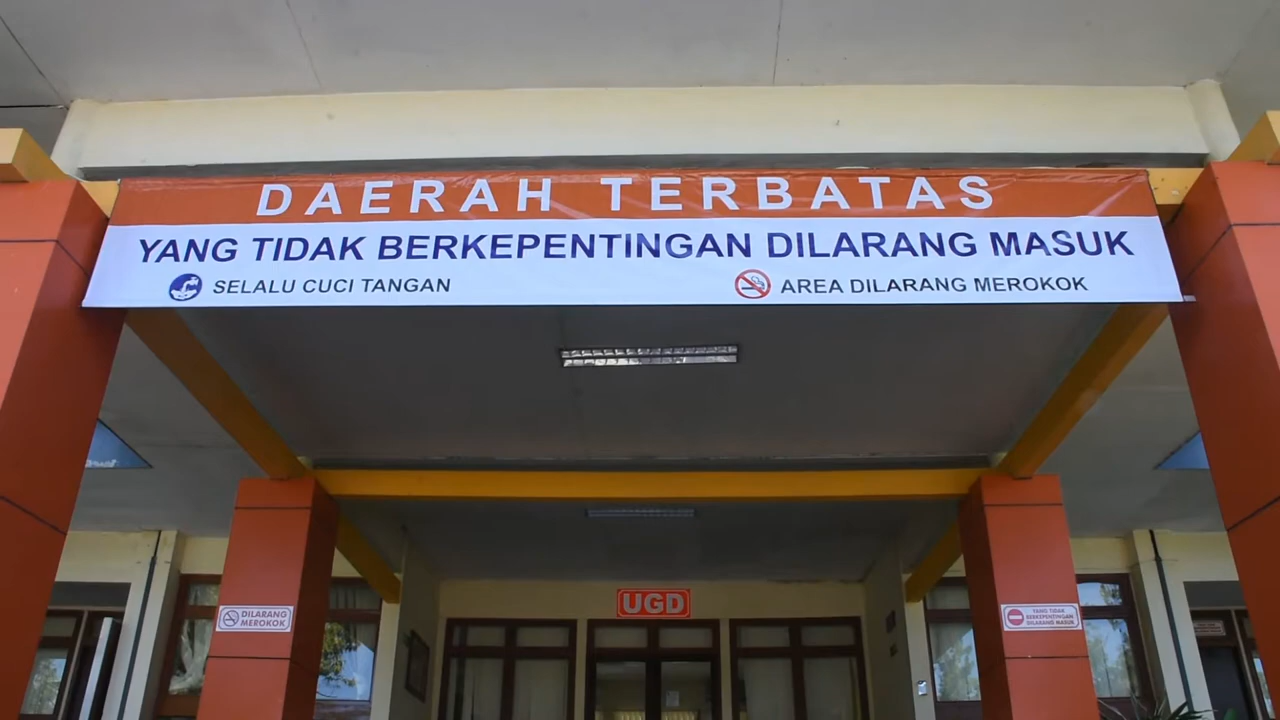 DAERAH TERBATAS
YANG TIDAK BERKEPENTINGAN DILARANG MASUK
SELALU CUCI TANGAN
AREA DILARANG MEROKOK
UGD
DILARANG
MEROKOK
YANG TIDAK
BERKEPENTINGAN
DILARANG MASUK